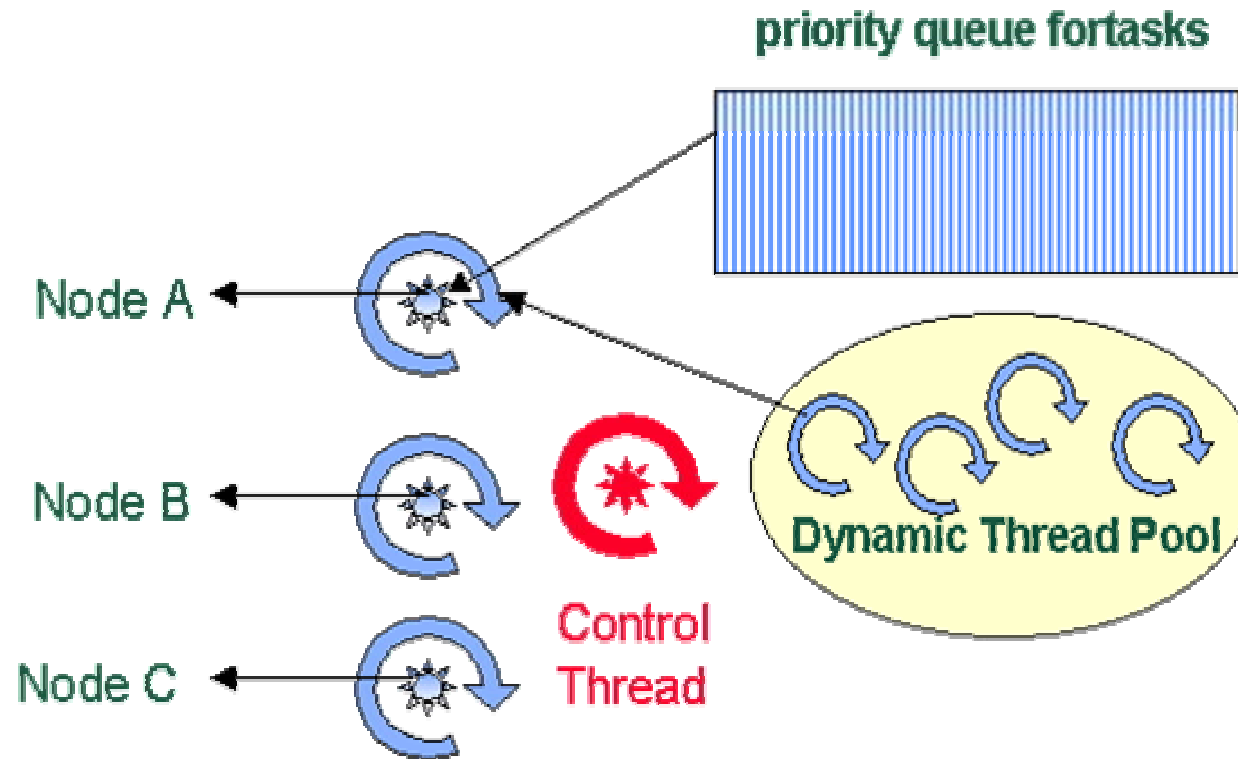 priority queue fortasks
Node A
Node B
Dynamic Thread Pool
Control
Thread
Node C